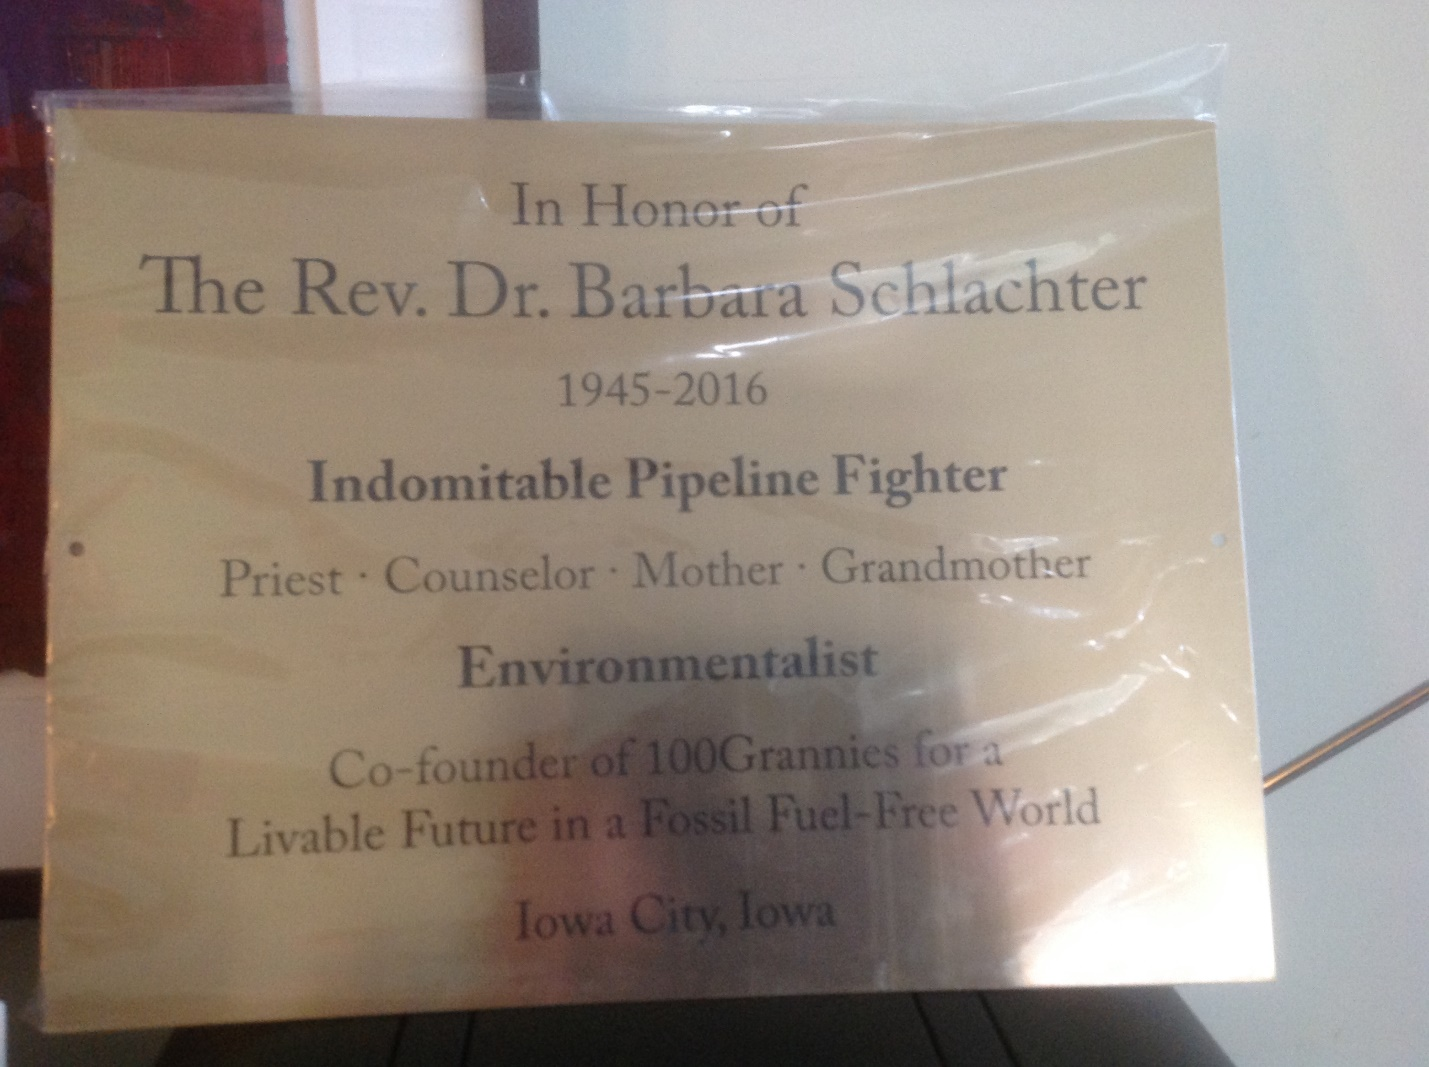 In Honor of
The Rev. Dr. Barbara Schlachter
1945-2016
Indomitable Pipeline Fighter
Priest · Counselor · Mother · Grandmother
Environmentalist
Co-founder of 100Grannies for a
Livable Future in a Fossil Fuel-Free World
Iowa City, Iowa